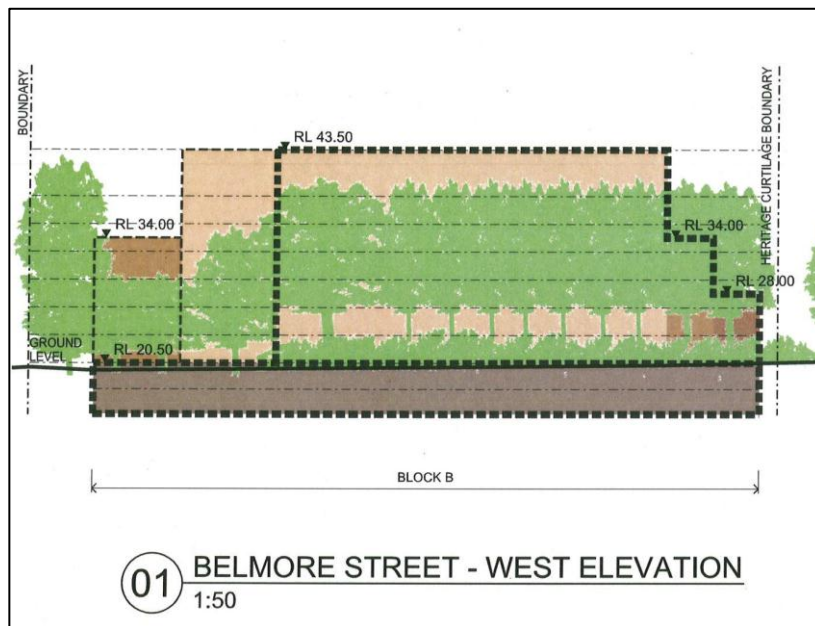 BOUNDARY
RL 43.50
HERITAGE CURTILAGE BOUNDARY
RL 34.00
RL 34.00
RL 28.00
GROUND
LEVEL
RL 20.50
BLOCK B
01
BELMORE STREET - WEST ELEVATION
1:50